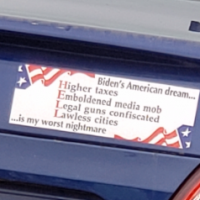 Biden's American dream...
Higher taxes
Emboldened media mob
Legal guns confiscated
Lawless cities
...is my worst nightmare